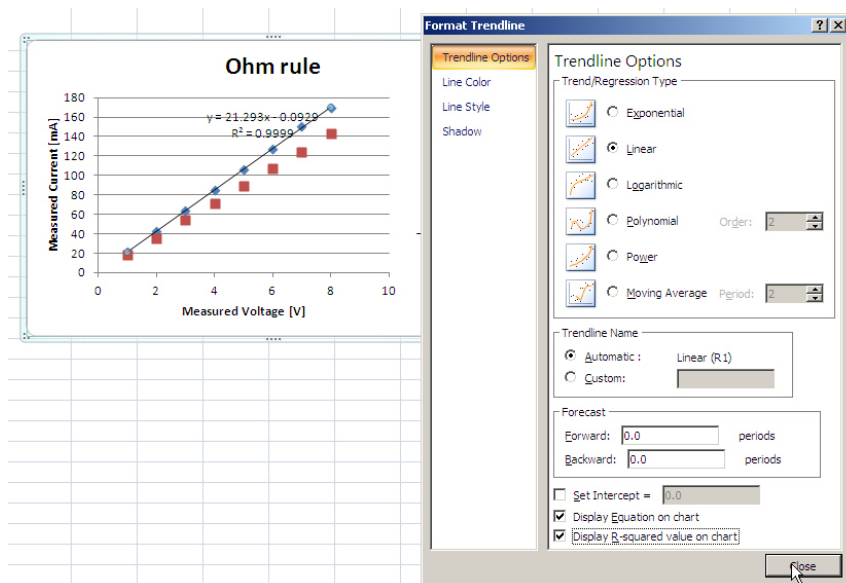 Ohm rule
y = 21.293x - 0.0929
R² = 0.9999
180
160
140
120
100
80
60
40
20
0
0 2 4 6 8 10
Measured Current [mA]
Measured Voltage [V]
Format Trendline
Trendline Options
Line Color
Line Style
Shadow
Trendline Options
Trend/Regression Type
Exponential
Linear
Logarithmic
Polynomial Order: 2
Power
Moving Average Period: 2
Trendline Name
Automatic : Linear (R1)
Custom:
Forecast
Forward: 0.0 periods
Backward: 0.0 periods
Set Intercept = 0.0
Display Equation on chart
Display R-squared value on chart
Close